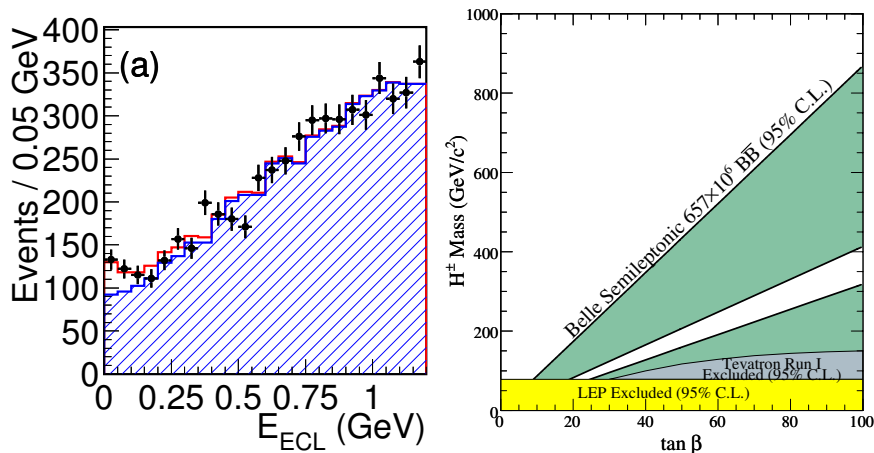 (a)
Events / 0.05 GeV
400
350
300
250
200
150
100
50
0
0 0.25 0.5 0.75 1
E_ECL (GeV)
H± Mass (GeV/c²)
1000
800
600
400
200
0
Belle Semileptonic 657×10⁶ BB̅ (95% C.L.)
Tevatron Run I
Excluded (95% C.L.)
LEP Excluded (95% C.L.)
0 20 40 60 80 100
tan β